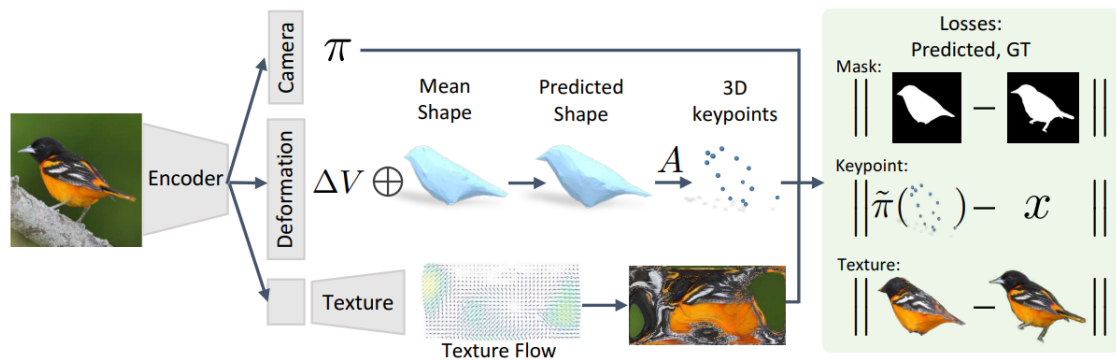 Encoder
Camera
Deformation
Texture
π
ΔV ⊕
Mean
Shape
Predicted
Shape
A
3D
keypoints
Texture Flow
Losses:
Predicted, GT
Mask:
|| − ||
Keypoint:
||π̃( ) − x ||
Texture:
|| − ||